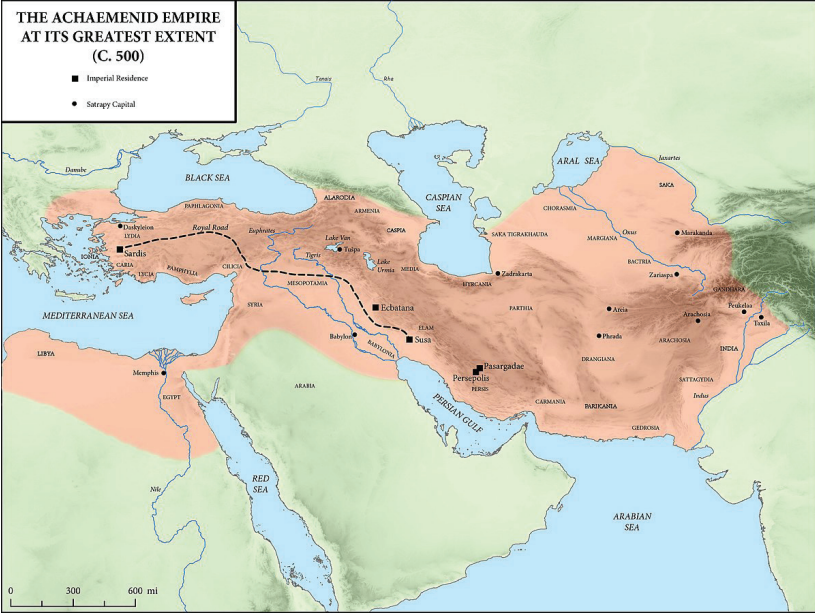 THE ACHAEMENID EMPIRE
AT ITS GREATEST EXTENT
(C. 500)
Imperial Residence
Satrapy Capital
Tanais
Rha
Danube
BLACK SEA
ARAL SEA
Jaxartes
SAKA
CASPIAN
SEA
ALARODIA
PAPHLAGONIA
ARMENIA
CHORASMIA
Daskyleion
LYDIA
Royal Road
Euphrates
CASPIA
SAKA TIGRAKHAUDA
MARGIANA
Oxus
Marakanda
Sardis
IONIA
CARIA
LYCIA
PAMPHYLIA
CILICIA
Lake Van
Tuspa
Tigris
Lake
Urmia
MEDIA
BACTRIA
Zadrakarta
Zariaspa
HYRCANIA
MESOPOTAMIA
GANDHARA
SYRIA
Ecbatana
PARTHIA
Areia
Peukeloa
Taxila
MEDITERRANEAN SEA
Arachosia
Babylon
ELAM
Susa
BABYLONIA
Phrada
ARACHOSIA
INDIA
LIBYA
DRANGIANA
Memphis
Pasargadae
Persepolis
PERSIS
SATTAGYDIA
ARABIA
EGYPT
PERSIAN GULF
CARMANIA
PARIKANIA
Indus
GEDROSIA
Nile
RED
SEA
ARABIAN
SEA
0 300 600 mi